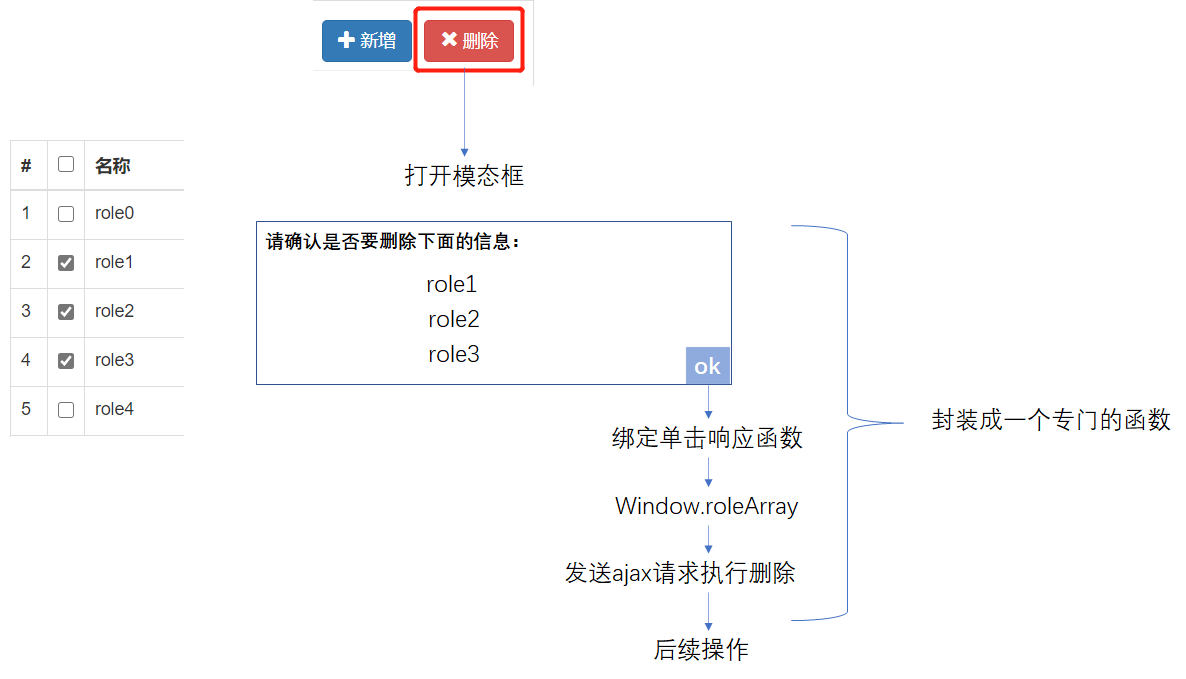 新增 删除
打开模态框
# 名称
1 role0
2 role1
3 role2
4 role3
5 role4
请确认是否要删除下面的信息：
role1
role2
role3
ok
绑定单击响应函数
Window.roleArray
发送ajax请求执行删除
后续操作
封装成一个专门的函数